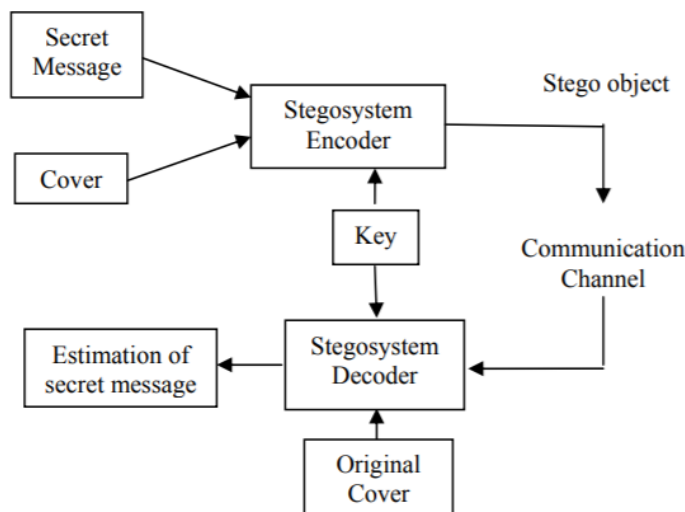 Secret
Message
Stego object
Stegosystem
Encoder
Cover
Key
Communication
Channel
Estimation of
secret message
Stegosystem
Decoder
Original
Cover